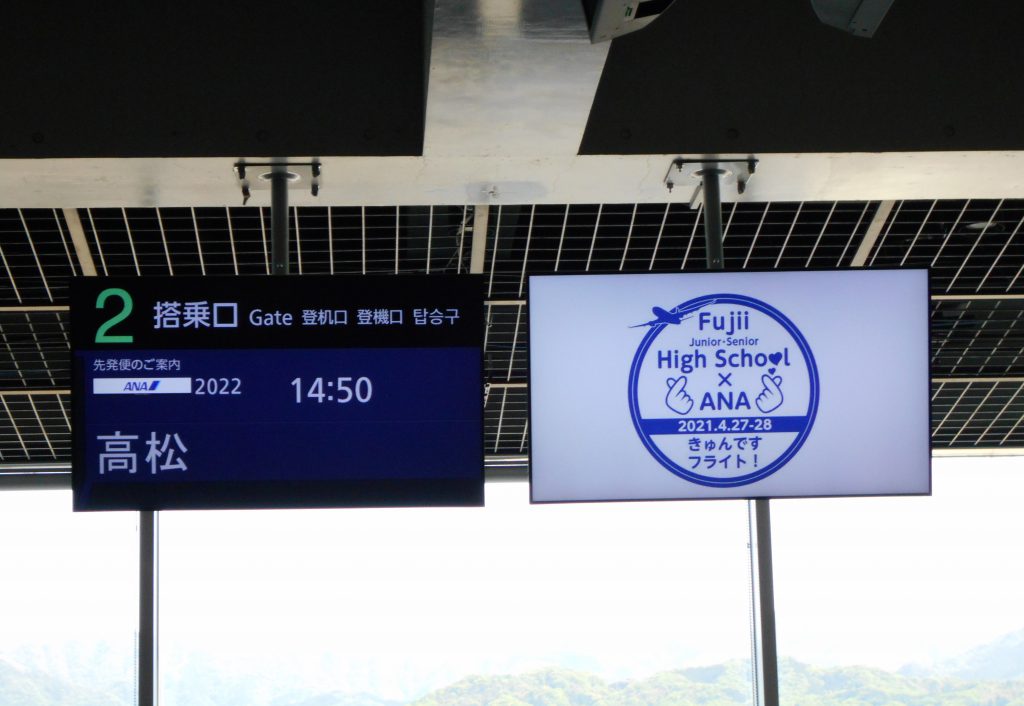 2 搭乗口 Gate 登机口 登機口 탑승구
先発便のご案内
ANA 2022 14:50
高松
Fujii
Junior・Senior
High School
×
ANA
2021.4.27-28
きゅんです
フライト！